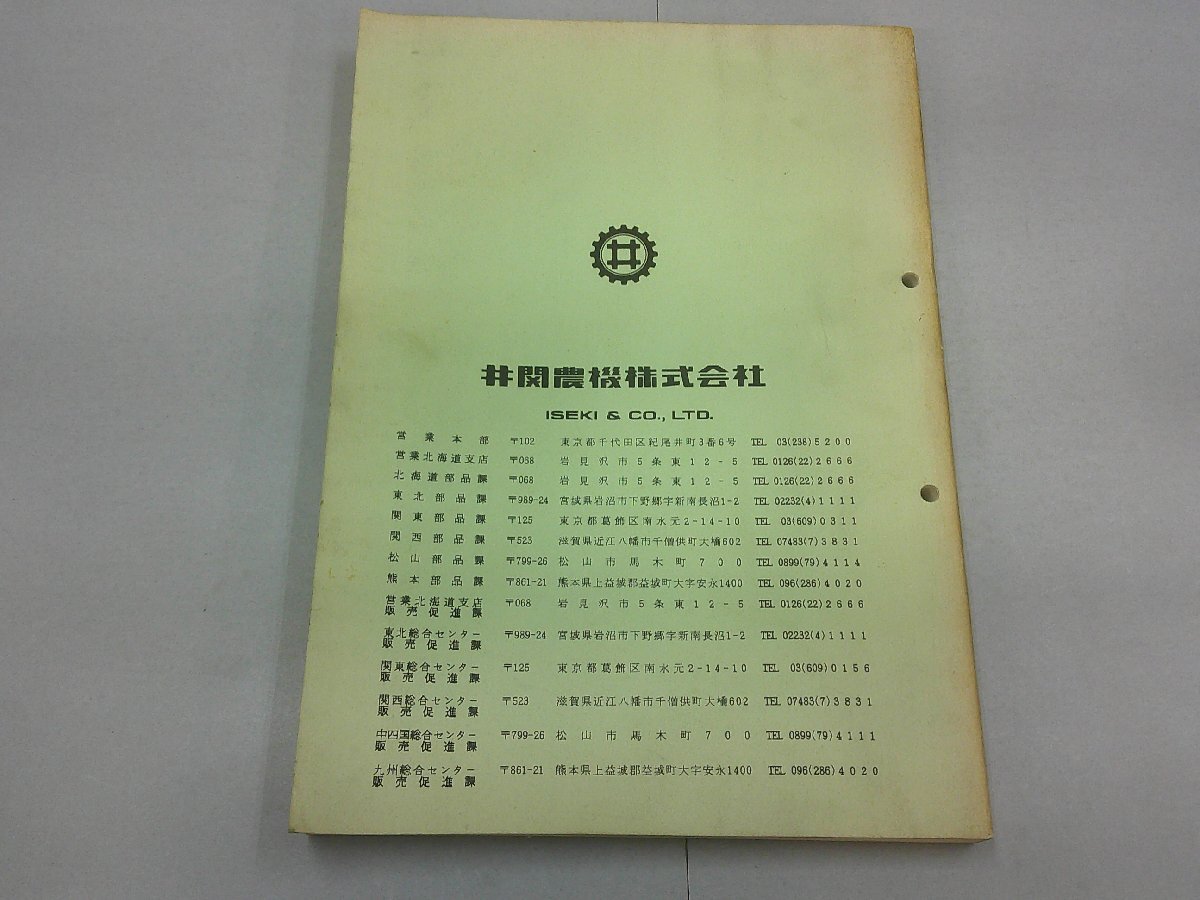 井
井関農機株式会社
ISEKI & CO., LTD.
営業本部 〒102 東京都千代田区紀尾井町3番6号 TEL 03(238)5200
営業北海道支店 〒068 岩見沢市5条東12-5 TEL 0126(22)2666
北海道部品課 〒068 岩見沢市5条東12-5 TEL 0126(22)2666
東北部品課 〒989-24 宮城県岩沼市下野郷字新南長沼1-2 TEL 02232(4)1111
関東部品課 〒125 東京都葛飾区南水元2-14-10 TEL 03(609)0311
関西部品課 〒523 滋賀県近江八幡市千僧供町大橋602 TEL 07483(7)3831
松山部品課 〒799-26 松山市馬木町700 TEL 0899(79)4114
熊本部品課 〒861-21 熊本県上益城郡益城町大字安永1400 TEL 096(286)4020
営業北海道支店 〒068 岩見沢市5条東12-5 TEL 0126(22)2666
販売促進課
東北総合センター 〒989-24 宮城県岩沼市下野郷字新南長沼1-2 TEL 02232(4)1111
販売促進課
関東総合センター 〒125 東京都葛飾区南水元2-14-10 TEL 03(609)0156
販売促進課
関西総合センター 〒523 滋賀県近江八幡市千僧供町大橋602 TEL 07483(7)3831
販売促進課
中四国総合センター 〒799-26 松山市馬木町700 TEL 0899(79)4111
販売促進課
九州総合センター 〒861-21 熊本県上益城郡益城町大字安永1400 TEL 096(286)4020
販売促進課